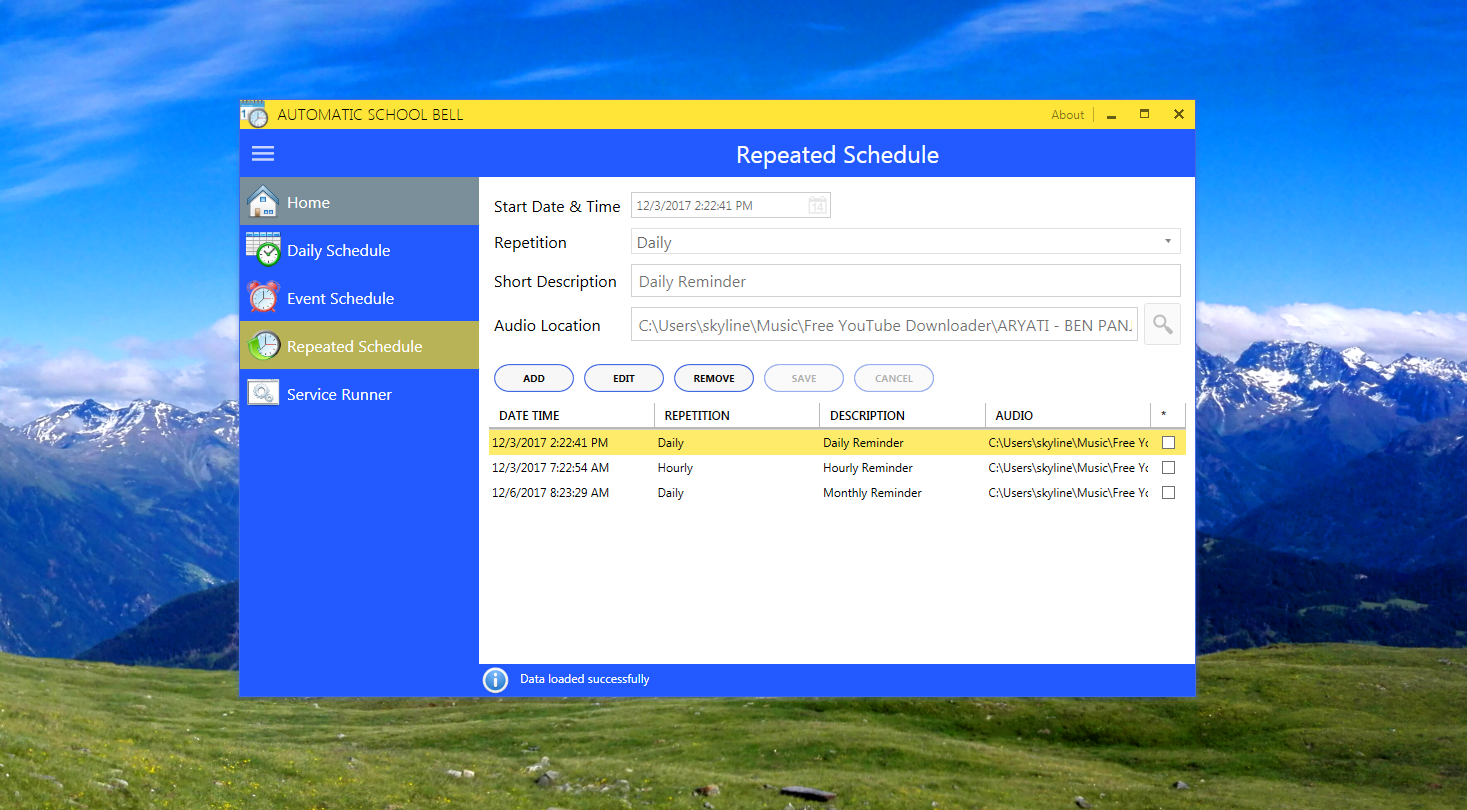 AUTOMATIC SCHOOL BELL About
Repeated Schedule
Home
Daily Schedule
Event Schedule
Repeated Schedule
Service Runner
Start Date & Time 12/3/2017 2:22:41 PM 14
Repetition Daily
Short Description Daily Reminder
Audio Location C:\Users\skyline\Music\Free YouTube Downloader\ARYATI - BEN PANJ
ADD EDIT REMOVE SAVE CANCEL
DATE TIME REPETITION DESCRIPTION AUDIO *
12/3/2017 2:22:41 PM Daily Daily Reminder C:\Users\skyline\Music\Free Yo
12/3/2017 7:22:54 AM Hourly Hourly Reminder C:\Users\skyline\Music\Free Yo
12/6/2017 8:23:29 AM Daily Monthly Reminder C:\Users\skyline\Music\Free Yo
Data loaded successfully